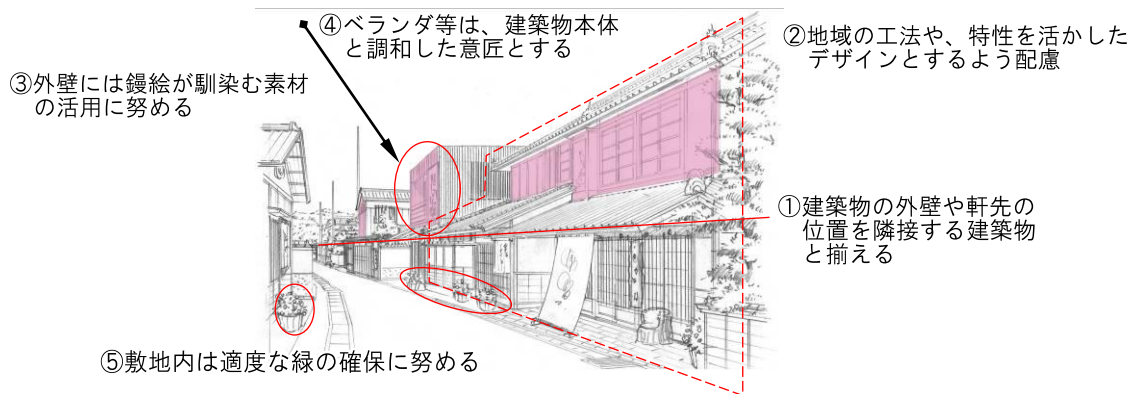 ④ベランダ等は、建築物本体
と調和した意匠とする
②地域の工法や、特性を活かした
デザインとするよう配慮
③外壁には鏝絵が馴染む素材
の活用に努める
①建築物の外壁や軒先の
位置を隣接する建築物
と揃える
⑤敷地内は適度な緑の確保に努める